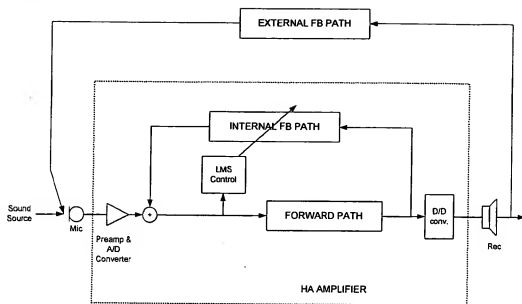 EXTERNAL FB PATH
INTERNAL FB PATH
LMS
Control
Sound
Source
Mic
+
FORWARD PATH
D/D
conv.
Rec
Preamp &
A/D
Converter
HA AMPLIFIER